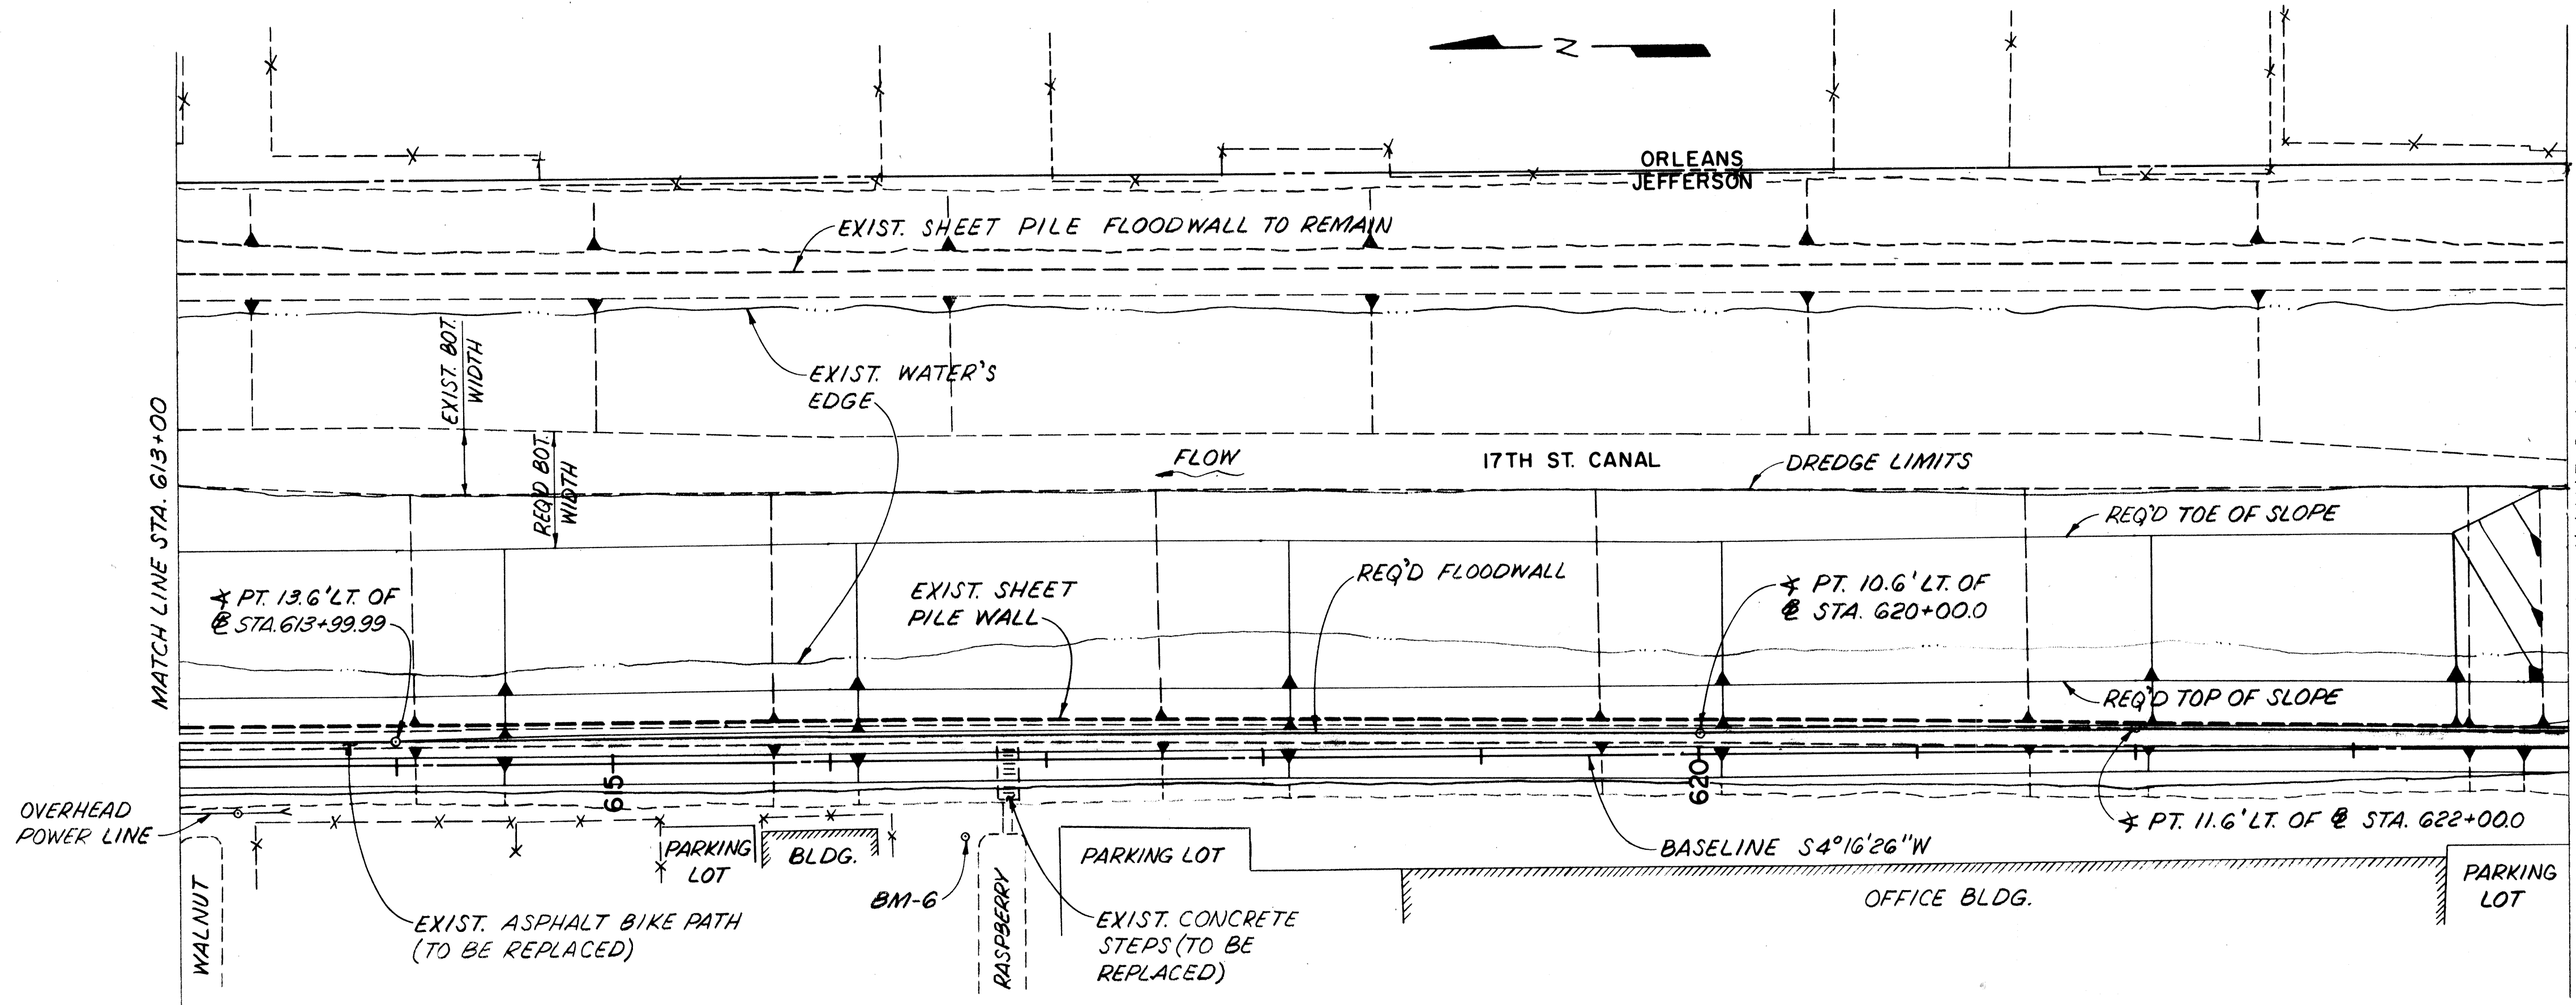 N
ORLEANS
JEFFERSON
EXIST. SHEET PILE FLOODWALL TO REMAIN
EXIST. BOT.
WIDTH
EXIST. WATER'S
EDGE
MATCH LINE STA. 613+00
REQ'D BOT.
WIDTH
FLOW
17TH ST. CANAL
DREDGE LIMITS
REQ'D TOE OF SLOPE
∡ PT. 13.6' LT. OF
℄ STA. 613+99.99
EXIST. SHEET
PILE WALL
REQ'D FLOODWALL
∡ PT. 10.6' LT. OF
℄ STA. 620+00.0
REQ'D TOP OF SLOPE
615
620
OVERHEAD
POWER LINE
∡ PT. 11.6' LT. OF ℄ STA. 622+00.0
BASELINE S4°16'26"W
WALNUT
PARKING
LOT
BLDG.
BM-6
RASPBERRY
PARKING LOT
OFFICE BLDG.
PARKING
LOT
EXIST. ASPHALT BIKE PATH
(TO BE REPLACED)
EXIST. CONCRETE
STEPS (TO BE
REPLACED)